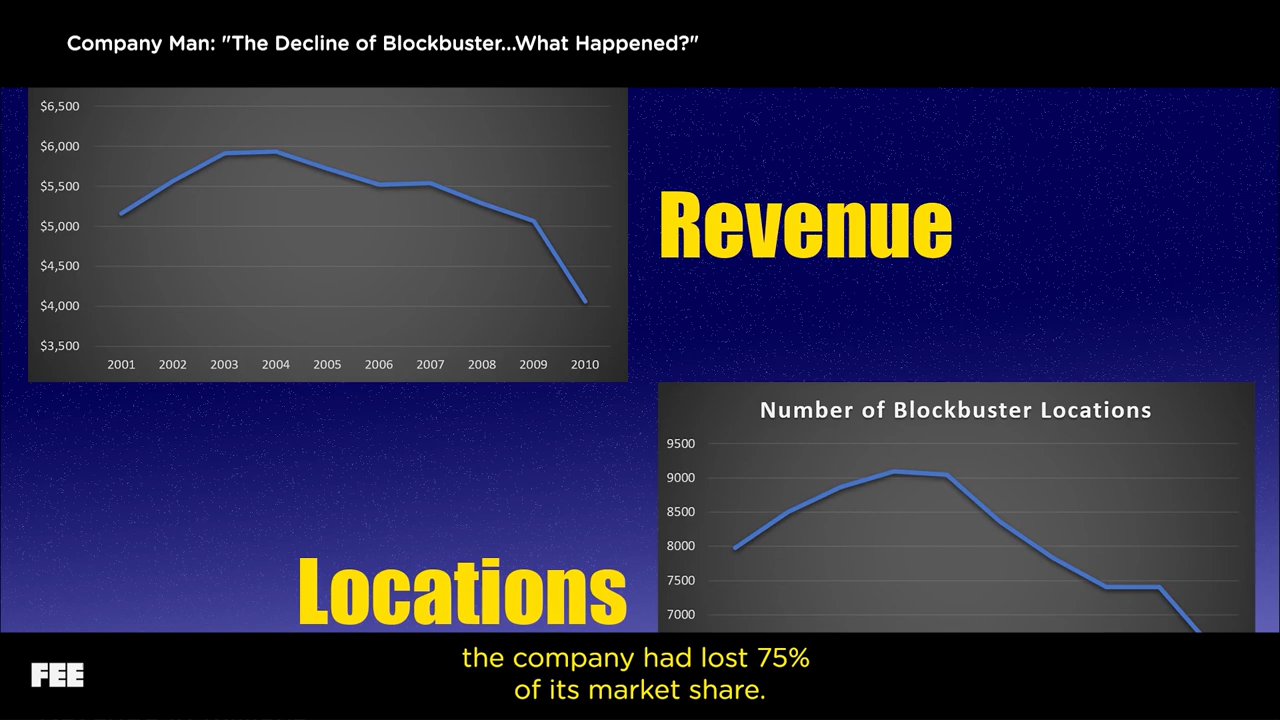 Company Man: "The Decline of Blockbuster...What Happened?"
$6,500
$6,000
$5,500
$5,000
$4,500
$4,000
$3,500
2001 2002 2003 2004 2005 2006 2007 2008 2009 2010
Revenue
Number of Blockbuster Locations
9500
9000
8500
8000
7500
7000
Locations
the company had lost 75%
of its market share.
FEE